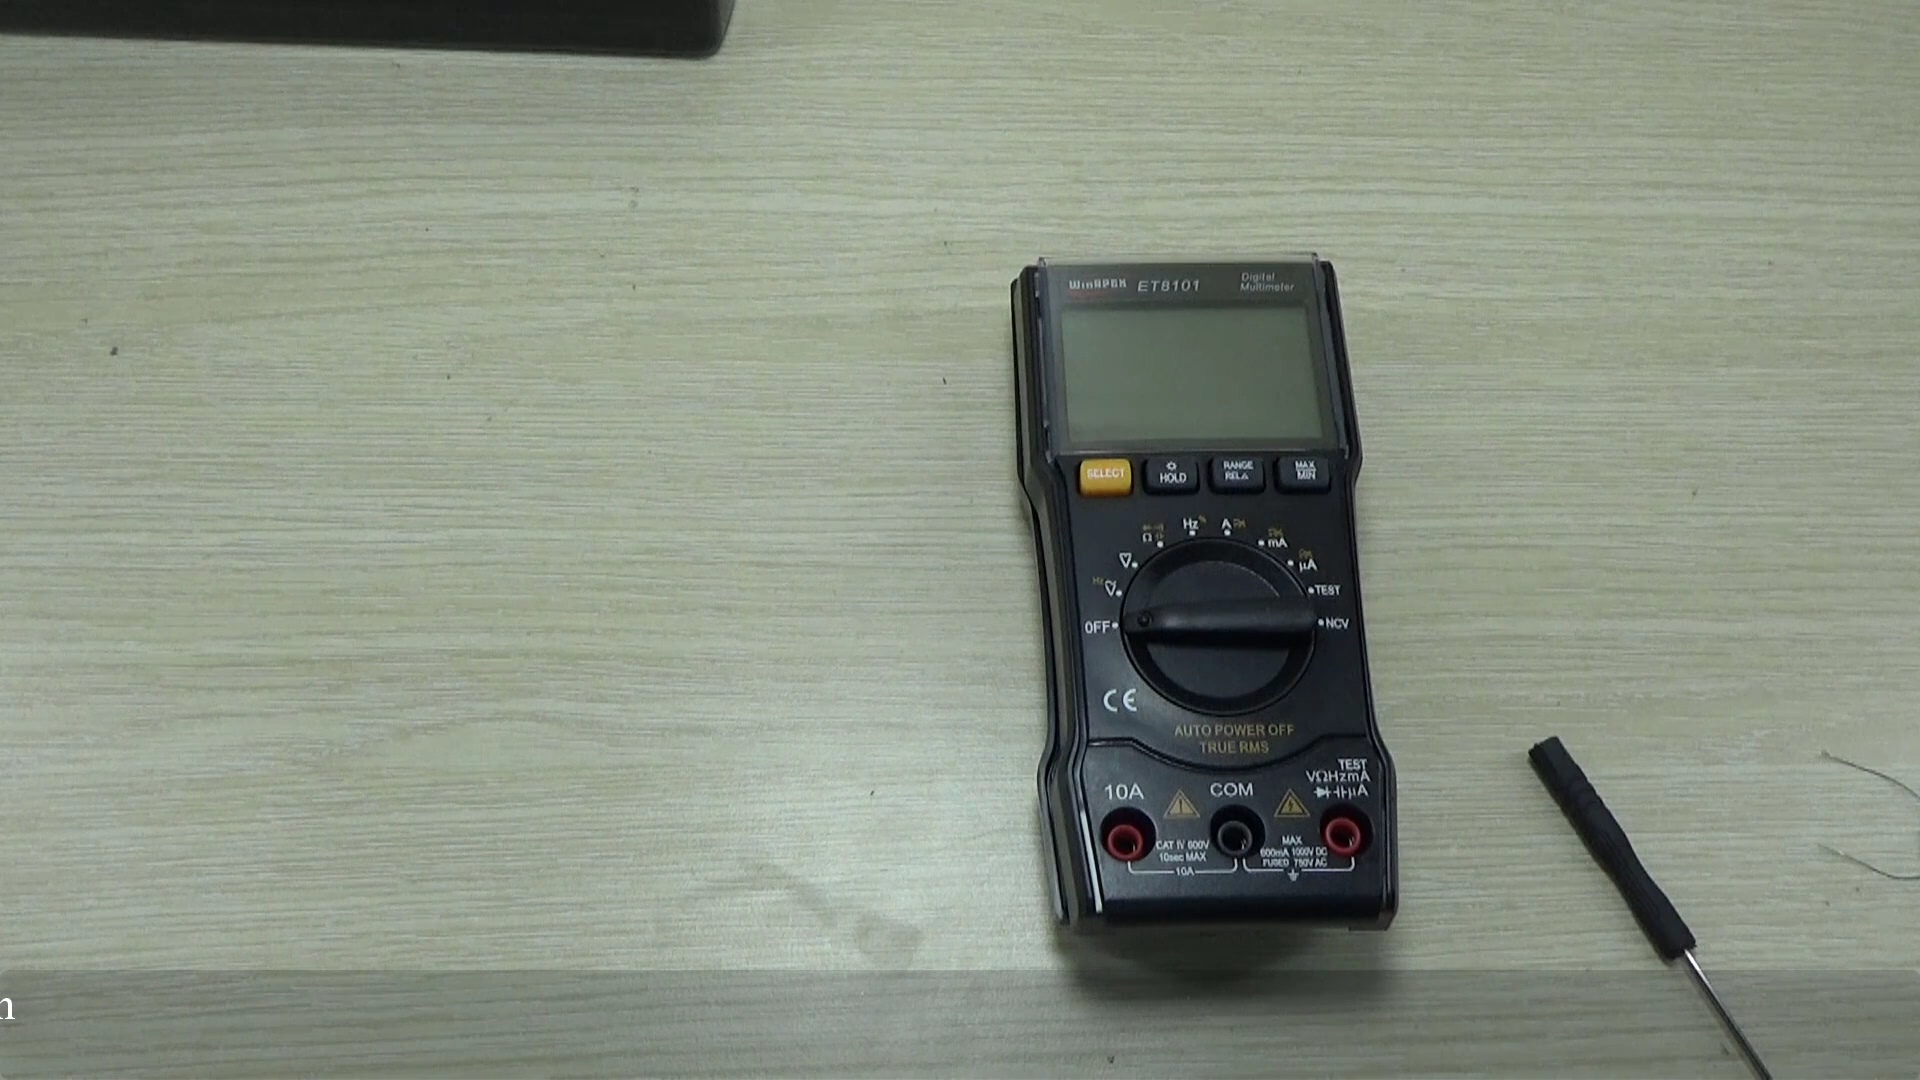 WinAPEX ET8101 Digital
Multimeter
SELECT
HOLD
RANGE
REL△
MAX
MIN
Hz
A
mA
Ω
V
µA
Hz
V
TEST
OFF
NCV
CE
AUTO POWER OFF
TRUE RMS
TEST
VΩHzmA
µA
10A
COM
CAT IV 600V
10sec MAX
10A
MAX
600mA 1000V DC
FUSED 750V AC
n